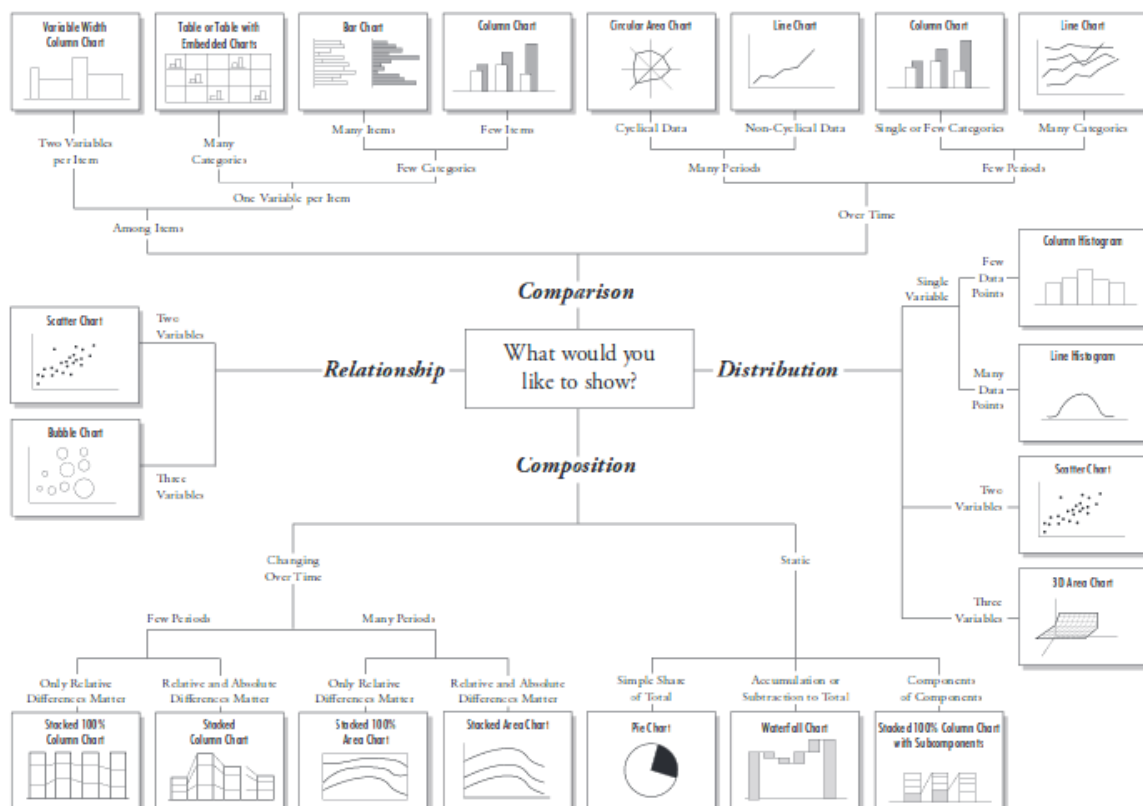 Variable Width
Column Chart
Table or Table with
Embedded Charts
Bar Chart
Column Chart
Circular Area Chart
Line Chart
Column Chart
Line Chart
Two Variables
per Item
Many
Categories
Many Items
Few Items
Cyclical Data
Non-Cyclical Data
Single or Few Categories
Many Categories
Few Categories
Many Periods
Few Periods
One Variable per Item
Among Items
Over Time
Comparison
What would you
like to show?
Relationship
Two
Variables
Scatter Chart
Bubble Chart
Three
Variables
Distribution
Single
Variable
Few
Data
Points
Column Histogram
Many
Data
Points
Line Histogram
Two
Variables
Scatter Chart
Three
Variables
3D Area Chart
Composition
Changing
Over Time
Static
Few Periods
Many Periods
Only Relative
Differences Matter
Relative and Absolute
Differences Matter
Only Relative
Differences Matter
Relative and Absolute
Differences Matter
Simple Share
of Total
Accumulation or
Subtraction to Total
Components
of Components
Stacked 100%
Column Chart
Stacked
Column Chart
Stacked 100%
Area Chart
Stacked Area Chart
Pie Chart
Waterfall Chart
Stacked 100% Column Chart
with Subcomponents